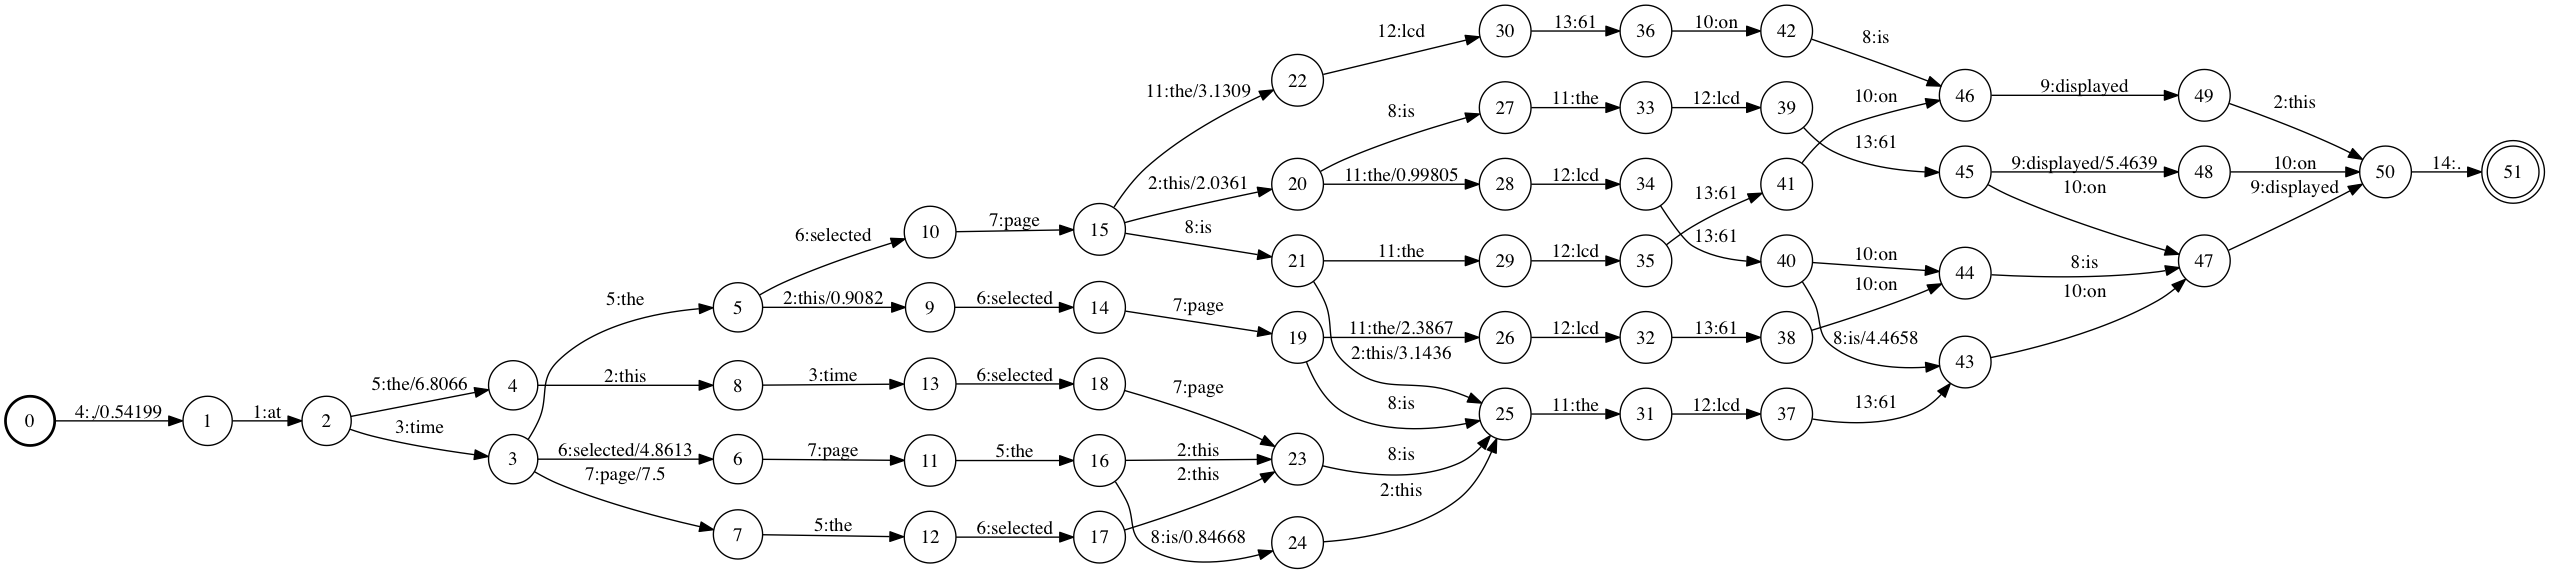 30 13:61 36 10:on 42
12:lcd 8:is
22 46 9:displayed 49
11:the/3.1309 10:on 2:this
8:is 27 11:the 33 12:lcd 39
13:61
2:this/2.0361 20 11:the/0.99805 28 12:lcd 34 13:61 41 45 9:displayed/5.4639 48 10:on 50 14:. 51
10:on 9:displayed
6:selected 10 7:page 15 8:is 13:61
21 11:the 29 12:lcd 35 40 10:on 44 8:is 47
10:on 10:on
5:the 5 2:this/0.9082 9 6:selected 14 7:page
19 11:the/2.3867 26 12:lcd 32 13:61 38 8:is/4.4658
2:this/3.1436 43
5:the/6.8066 4 2:this 8 3:time 13 6:selected 18 7:page
8:is 25 11:the 31 12:lcd 37 13:61
0 4:./0.54199 1 1:at 2 3:time
3 6:selected/4.8613 6 7:page 11 5:the 16 2:this 23 8:is
7:page/7.5 2:this 2:this
7 5:the 12 6:selected 17 8:is/0.84668 24